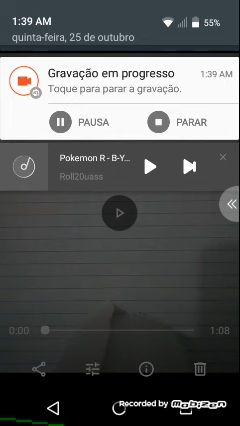 1:39 AM
55%
quinta-feira, 25 de outubro
Gravação em progresso
1:39 AM
Toque para parar a gravação.
PAUSA
PARAR
Pokemon R - B-Y...
Roll20uass
0:00
1:08
Recorded by Mobizen